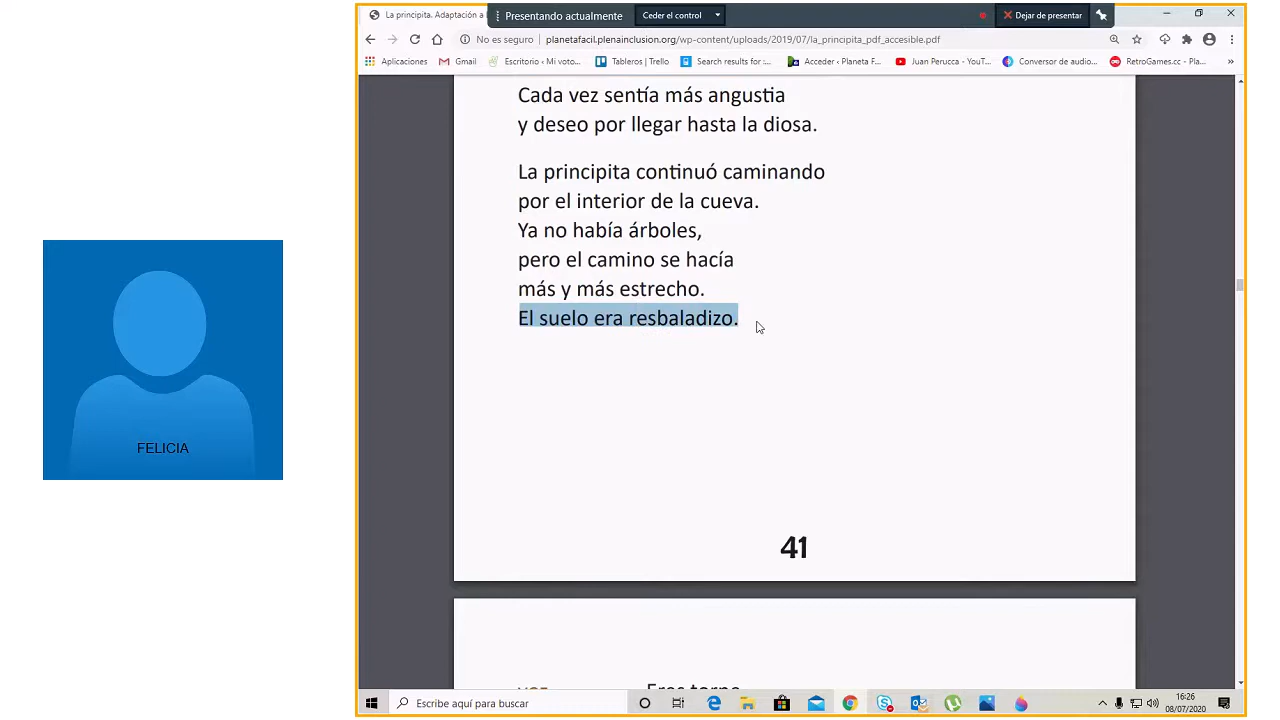 La principita. Adaptación a l
Presentando actualmente
Ceder el control
Dejar de presentar
No es seguro
planetafacil.plenainclusion.org/wp-content/uploads/2019/07/la_principita_pdf_accesible.pdf
Aplicaciones
Gmail
Escritorio ‹ Mi voto...
Tableros | Trello
Search results for :...
Acceder ‹ Planeta F...
Juan Perucca - YouT...
Conversor de audio...
RetroGames.cc - Pla...
»
Cada vez sentía más angustia
y deseo por llegar hasta la diosa.
La principita continuó caminando
por el interior de la cueva.
Ya no había árboles,
pero el camino se hacía
más y más estrecho.
El suelo era resbaladizo.
FELICIA
41
Escribe aquí para buscar
16:26
08/07/2020